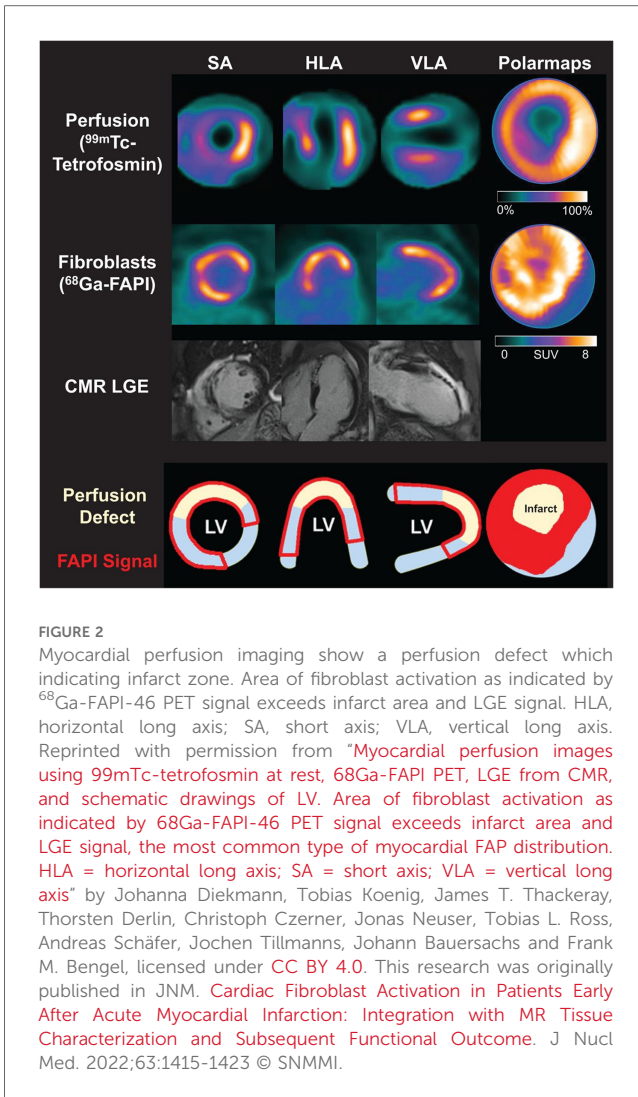 SA HLA VLA Polarmaps
Perfusion
(99mTc-
Tetrofosmin)
0% 100%
Fibroblasts
(68Ga-FAPI)
0 SUV 8
CMR LGE
Perfusion
Defect
FAPI Signal
LV LV LV Infarct
FIGURE 2
Myocardial perfusion imaging show a perfusion defect which
indicating infarct zone. Area of fibroblast activation as indicated by
68Ga-FAPI-46 PET signal exceeds infarct area and LGE signal. HLA,
horizontal long axis; SA, short axis; VLA, vertical long axis.
Reprinted with permission from “Myocardial perfusion images
using 99mTc-tetrofosmin at rest, 68Ga-FAPI PET, LGE from CMR,
and schematic drawings of LV. Area of fibroblast activation as
indicated by 68Ga-FAPI-46 PET signal exceeds infarct area and
LGE signal, the most common type of myocardial FAP distribution.
HLA = horizontal long axis; SA = short axis; VLA = vertical long
axis” by Johanna Diekmann, Tobias Koenig, James T. Thackeray,
Thorsten Derlin, Christoph Czerner, Jonas Neuser, Tobias L. Ross,
Andreas Schäfer, Jochen Tillmanns, Johann Bauersachs and Frank
M. Bengel, licensed under CC BY 4.0. This research was originally
published in JNM. Cardiac Fibroblast Activation in Patients Early
After Acute Myocardial Infarction: Integration with MR Tissue
Characterization and Subsequent Functional Outcome. J Nucl
Med. 2022;63:1415-1423 © SNMMI.